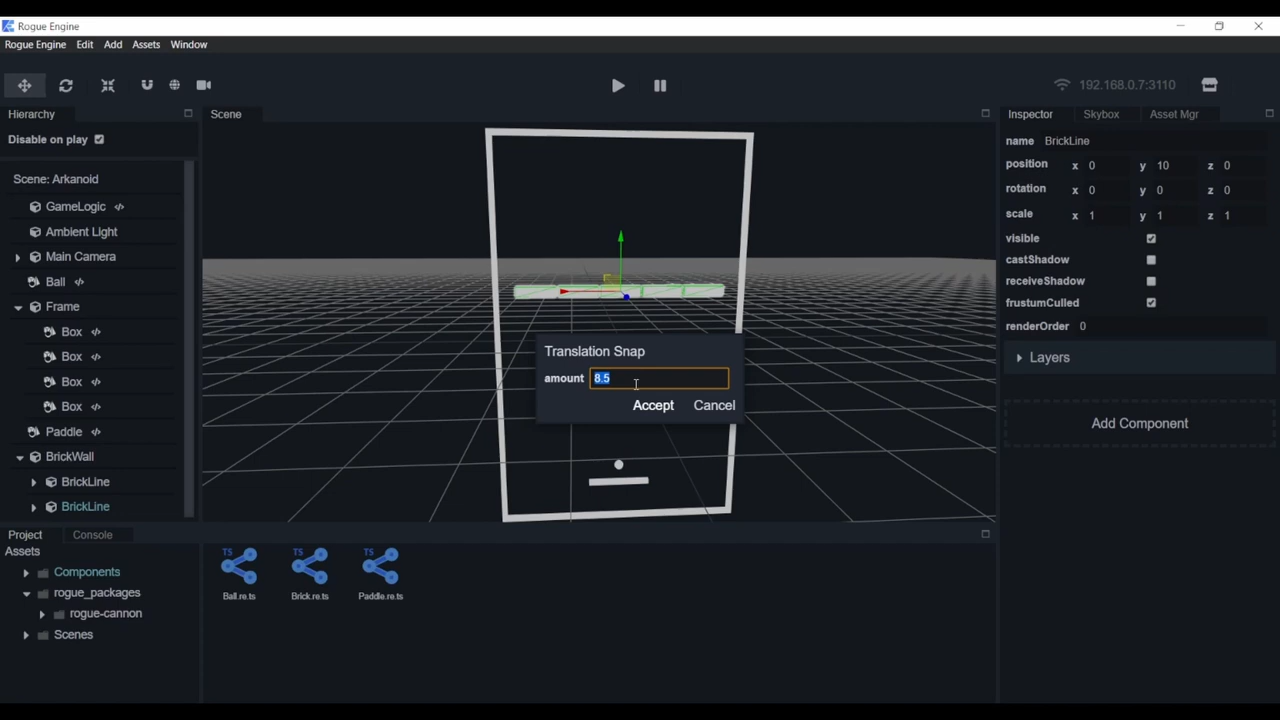 Rogue Engine
Rogue Engine Edit Add Assets Window
192.168.0.7:3110
Hierarchy
Disable on play
Scene: Arkanoid
GameLogic
Ambient Light
Main Camera
Ball
Frame
Box
Box
Box
Box
Paddle
BrickWall
BrickLine
BrickLine
Scene
Translation Snap
amount 8.5
Accept Cancel
Inspector Skybox Asset Mgr
name BrickLine
position x 0 y 10 z 0
rotation x 0 y 0 z 0
scale x 1 y 1 z 1
visible
castShadow
receiveShadow
frustumCulled
renderOrder 0
Layers
Add Component
Project Console
Assets
Components
rogue_packages
rogue-cannon
Scenes
TS TS TS
Ball.re.ts Brick.re.ts Paddle.re.ts